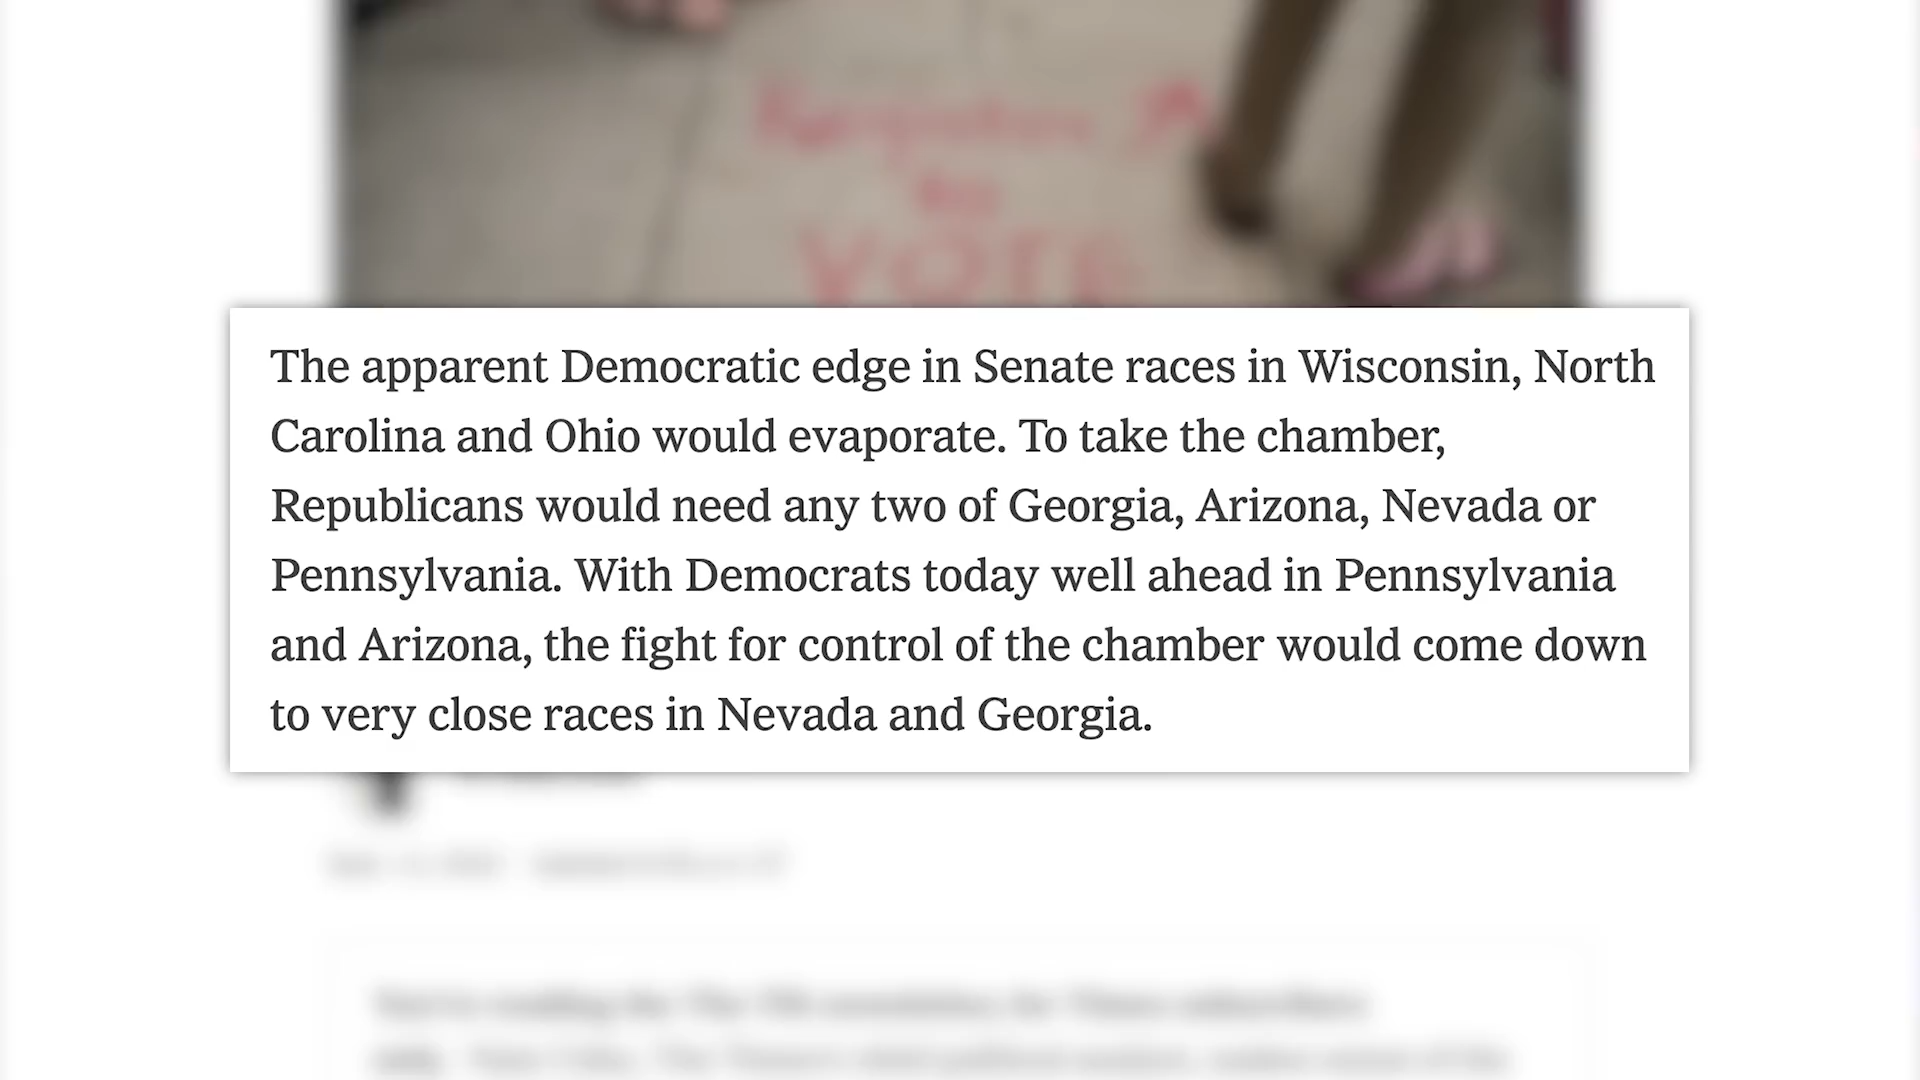 to
VOTE
The apparent Democratic edge in Senate races in Wisconsin, North
Carolina and Ohio would evaporate. To take the chamber,
Republicans would need any two of Georgia, Arizona, Nevada or
Pennsylvania. With Democrats today well ahead in Pennsylvania
and Arizona, the fight for control of the chamber would come down
to very close races in Nevada and Georgia.